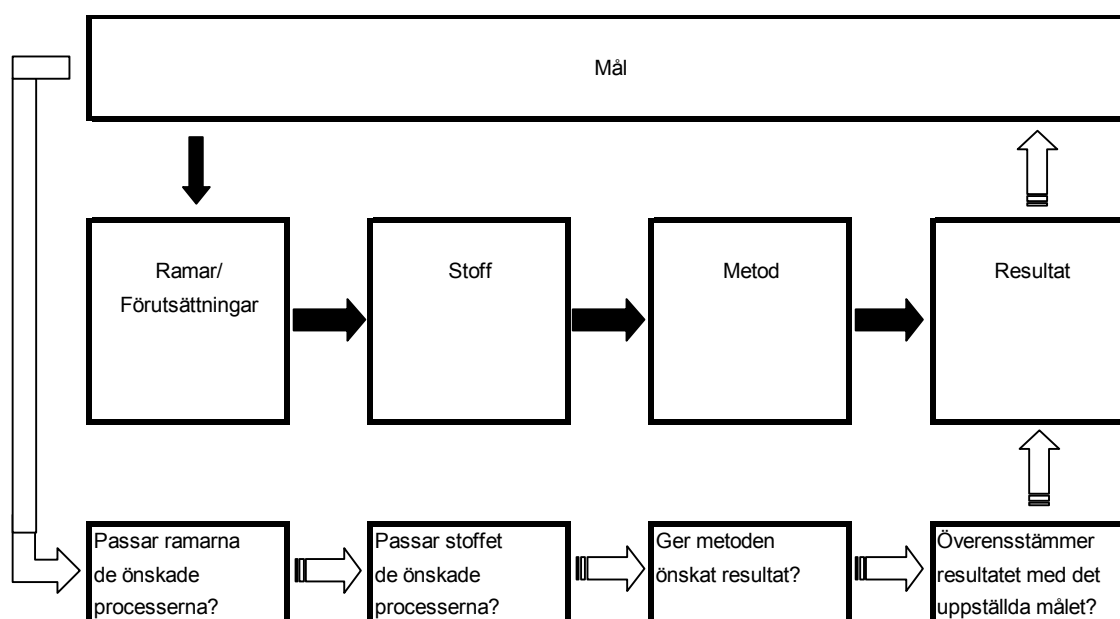 Mål
Ramar/
Förutsättningar
Stoff
Metod
Resultat
Passar ramarna
de önskade
processerna?
Passar stoffet
de önskade
processerna?
Ger metoden
önskat resultat?
Överensstämmer
resultatet med det
uppställda målet?